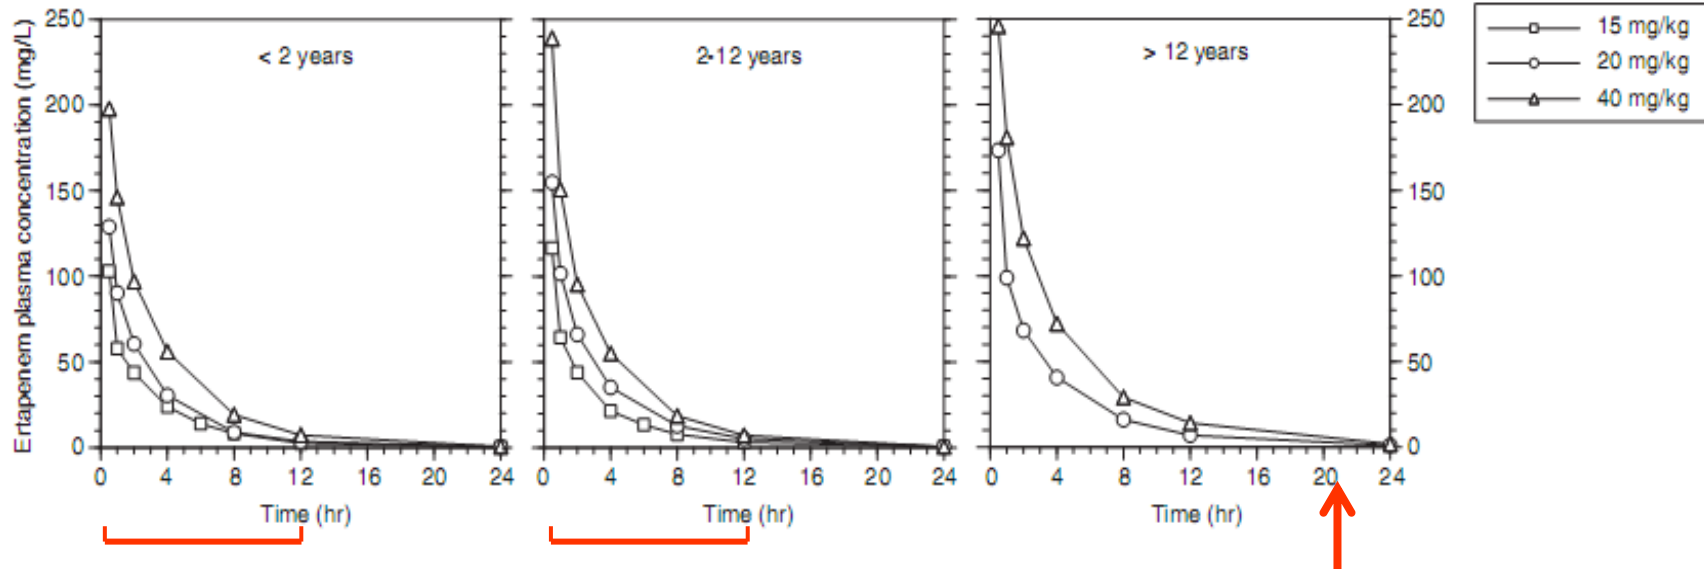 Ertapenem plasma concentration (mg/L)
250
200
150
100
50
0
< 2 years
0 4 8 12 16 20 24
Time (hr)
2-12 years
0 4 8 12 16 20 24
Time (hr)
> 12 years
0 4 8 12 16 20 24
Time (hr)
250
200
150
100
50
0
15 mg/kg
20 mg/kg
40 mg/kg